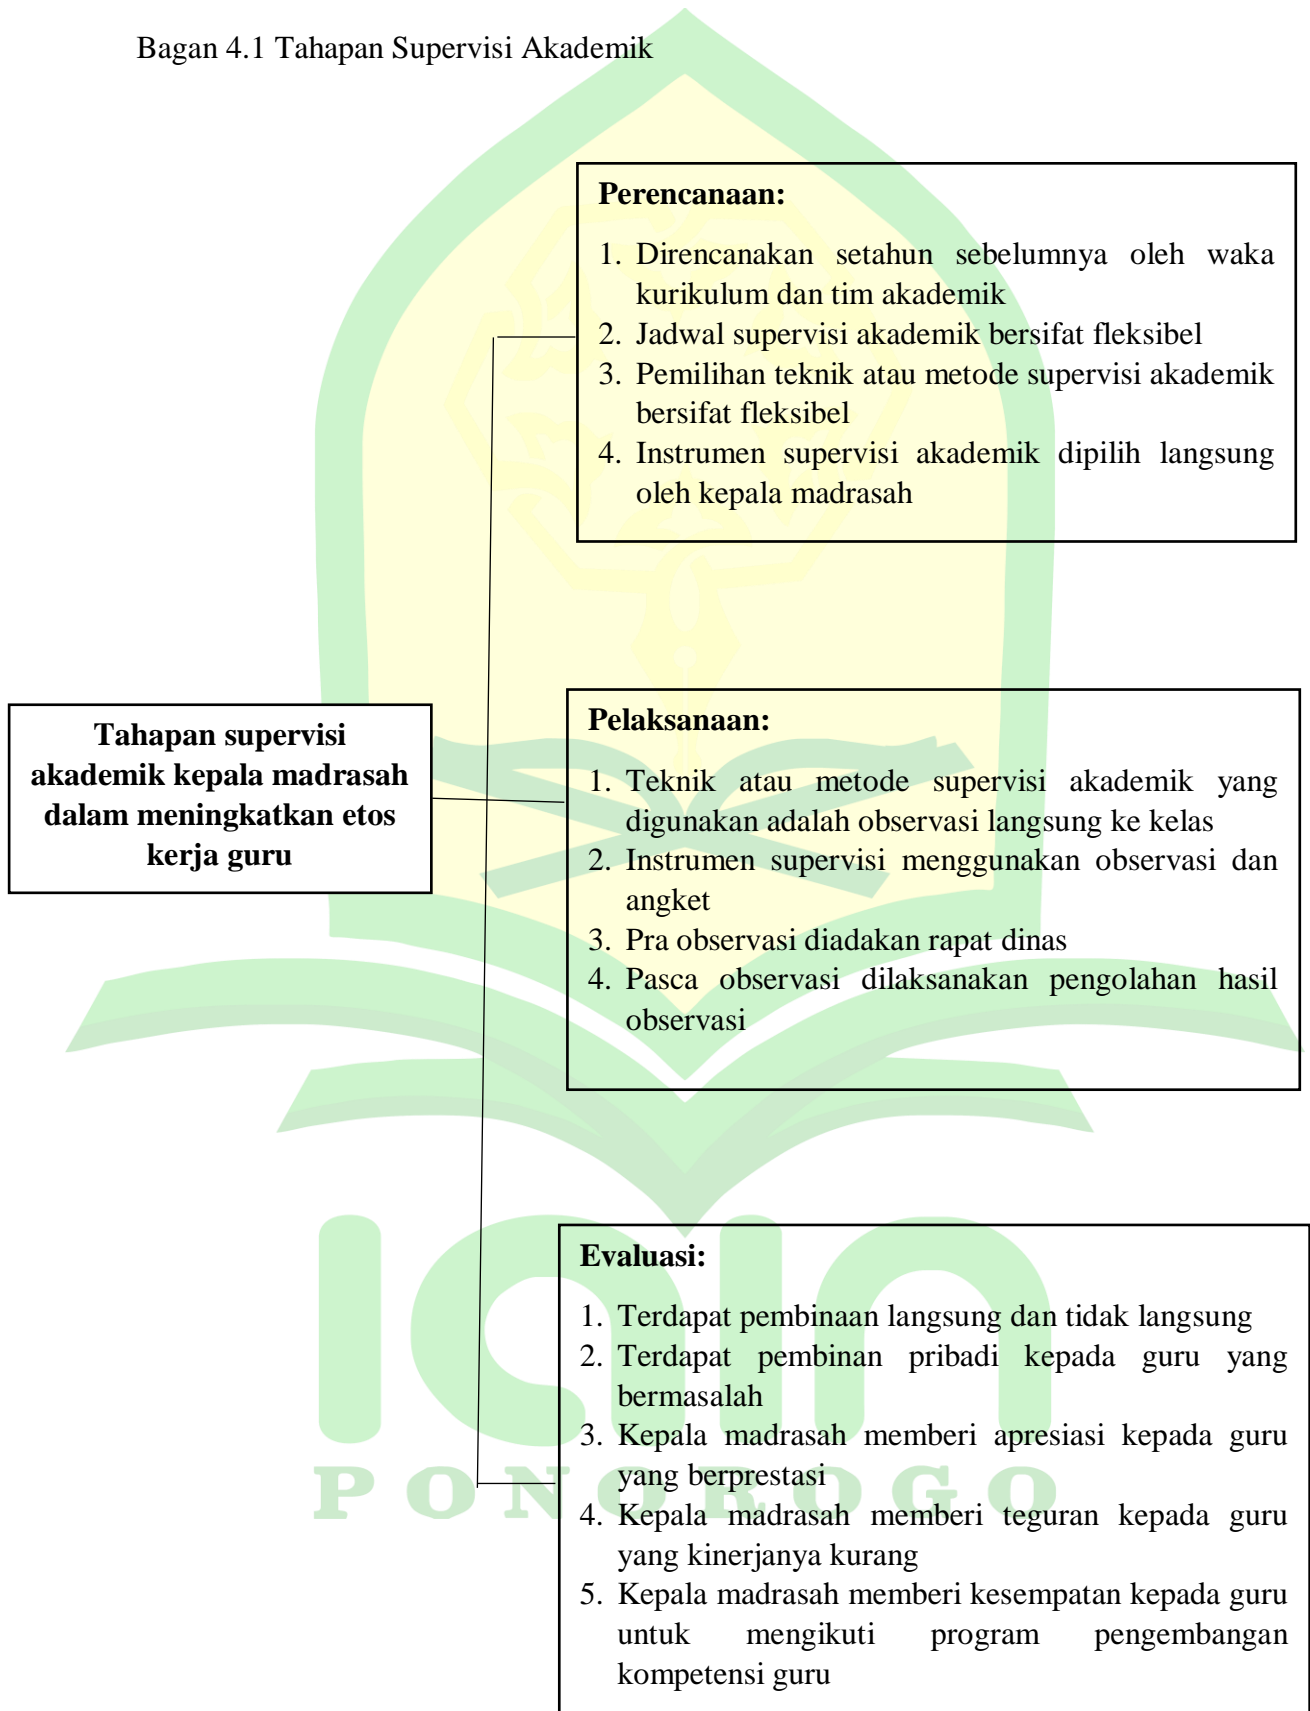 Bagan 4.1 Tahapan Supervisi Akademik
Perencanaan:
1. Direncanakan setahun sebelumnya oleh waka
kurikulum dan tim akademik
2. Jadwal supervisi akademik bersifat fleksibel
3. Pemilihan teknik atau metode supervisi akademik
bersifat fleksibel
4. Instrumen supervisi akademik dipilih langsung
oleh kepala madrasah
Tahapan supervisi
akademik kepala madrasah
dalam meningkatkan etos
kerja guru
Pelaksanaan:
1. Teknik atau metode supervisi akademik yang
digunakan adalah observasi langsung ke kelas
2. Instrumen supervisi menggunakan observasi dan
angket
3. Pra observasi diadakan rapat dinas
4. Pasca observasi dilaksanakan pengolahan hasil
observasi
Evaluasi:
1. Terdapat pembinaan langsung dan tidak langsung
2. Terdapat pembinan pribadi kepada guru yang
bermasalah
3. Kepala madrasah memberi apresiasi kepada guru
yang berprestasi
4. Kepala madrasah memberi teguran kepada guru
yang kinerjanya kurang
5. Kepala madrasah memberi kesempatan kepada guru
untuk mengikuti program pengembangan
kompetensi guru
iain
PONOROGO